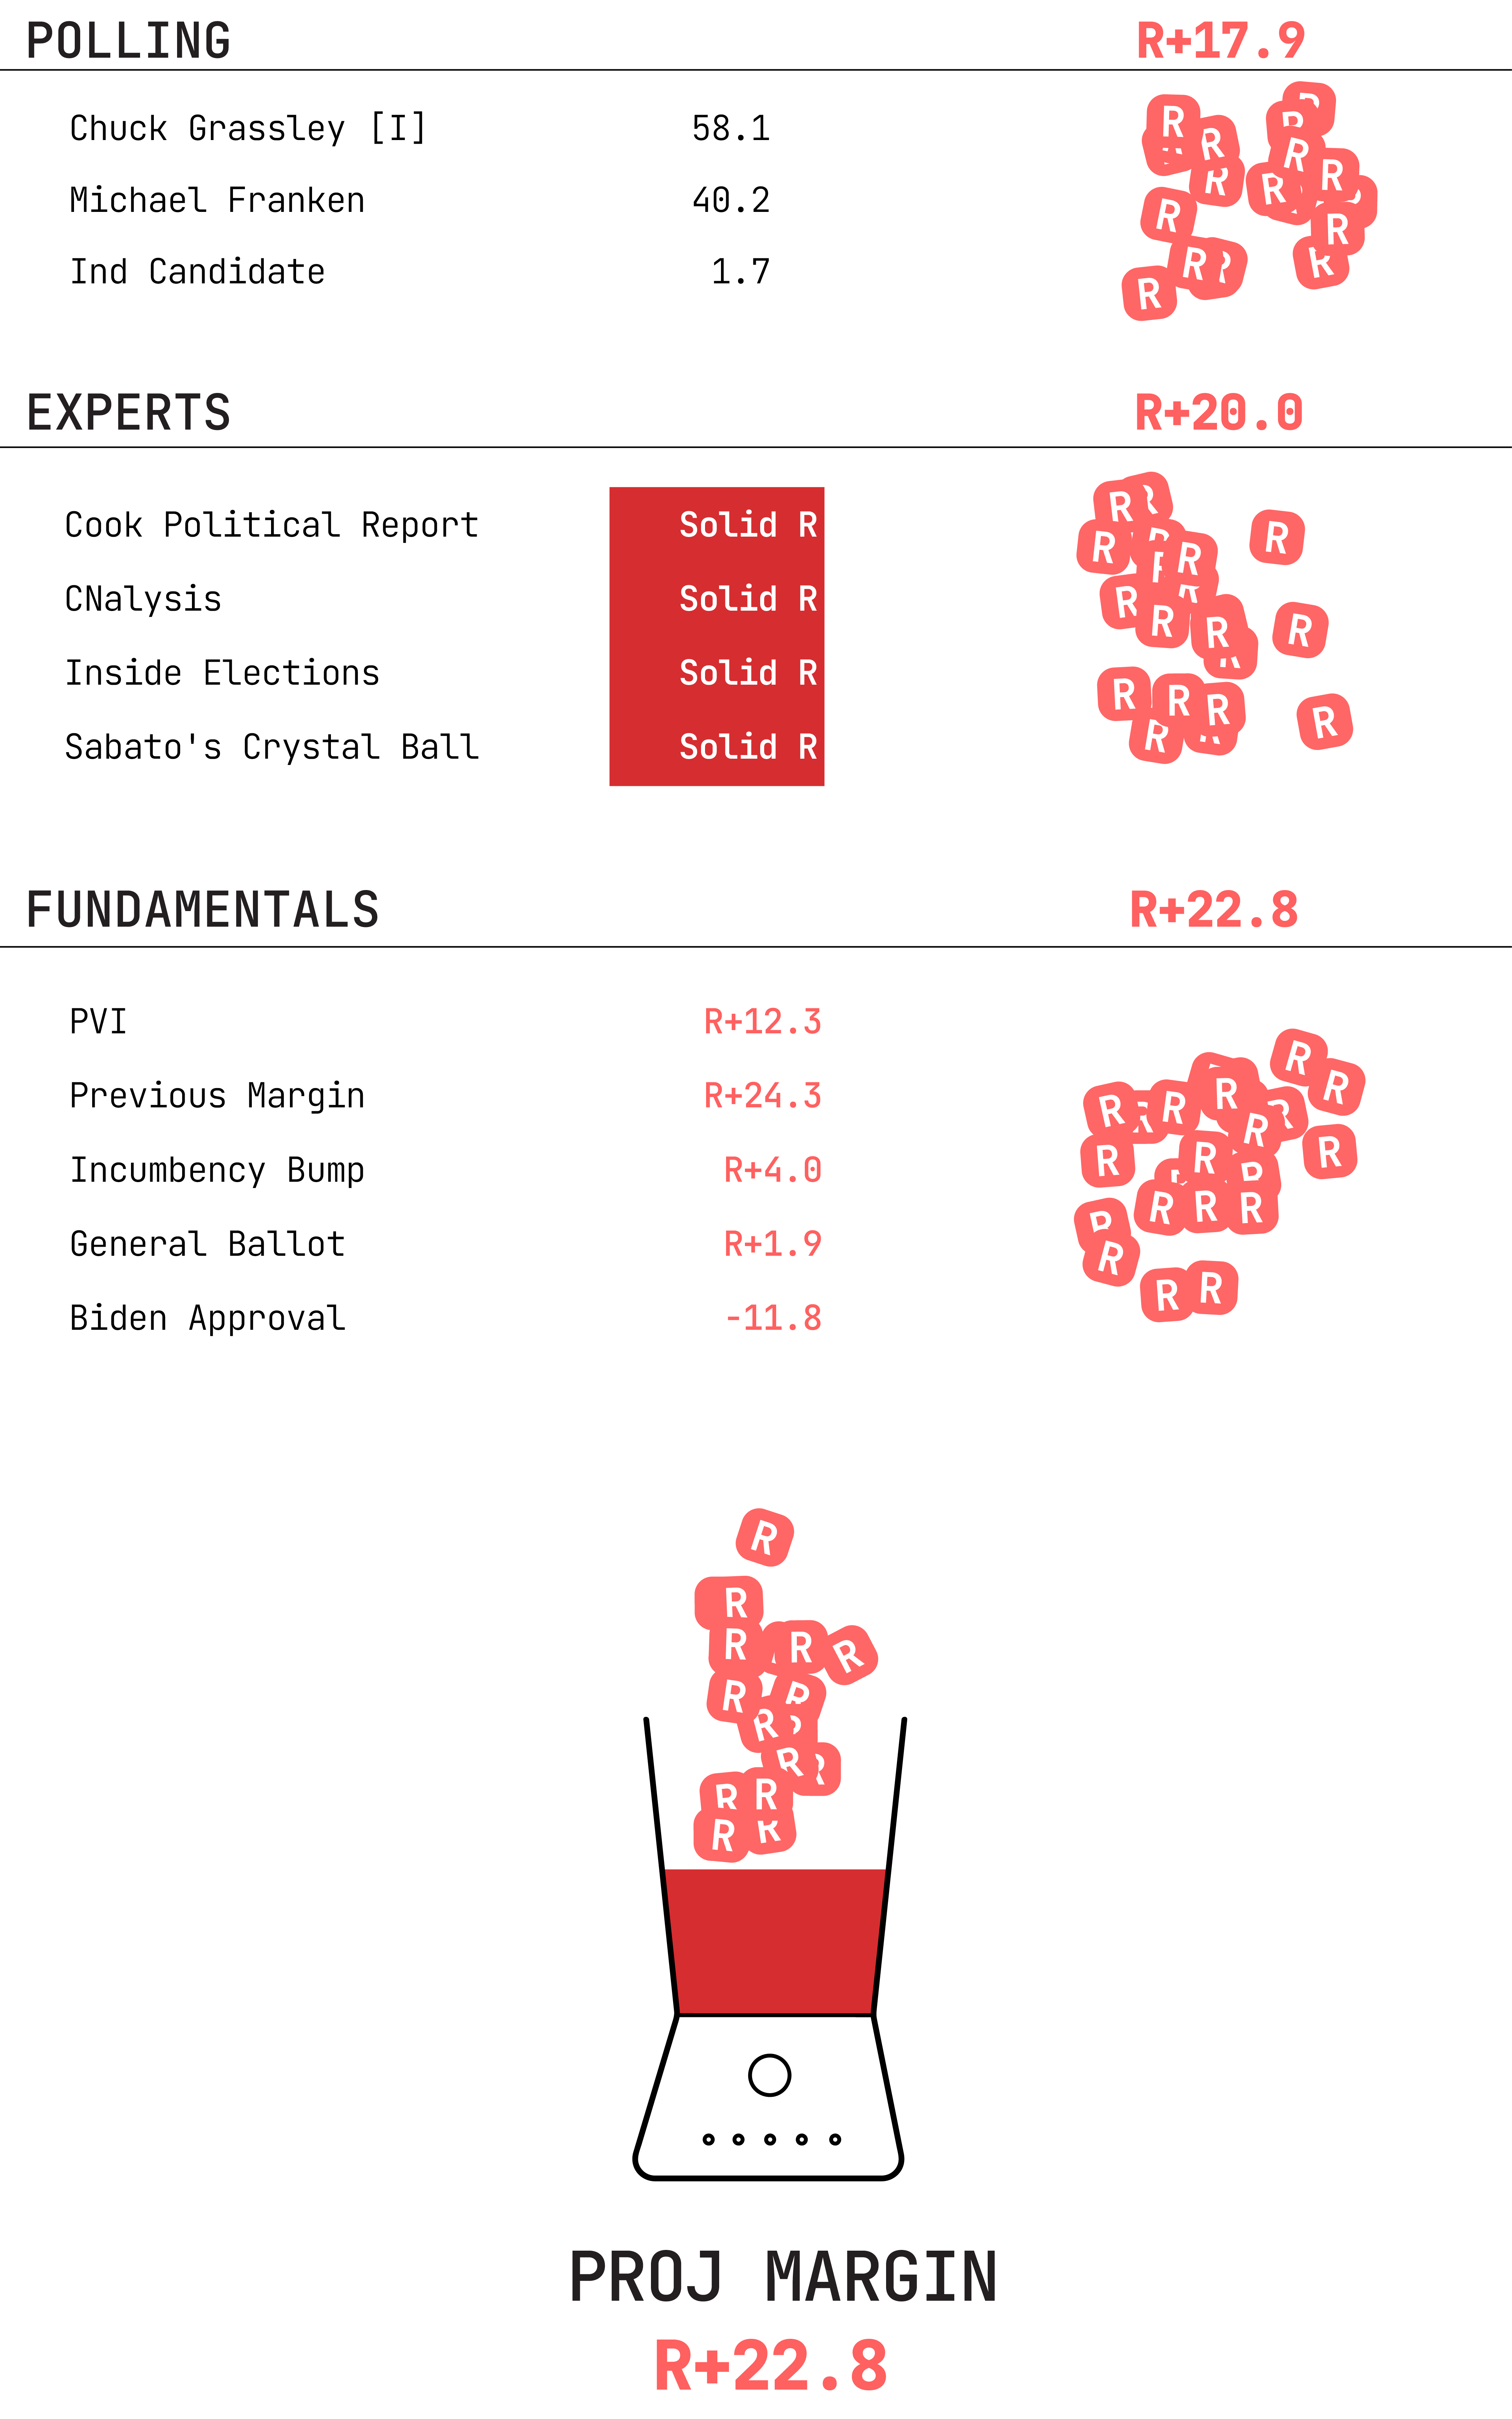 POLLING R+17.9
Chuck Grassley [I] 58.1
Michael Franken 40.2
Ind Candidate 1.7
EXPERTS R+20.0
Cook Political Report Solid R
CNalysis Solid R
Inside Elections Solid R
Sabato's Crystal Ball Solid R
FUNDAMENTALS R+22.8
PVI R+12.3
Previous Margin R+24.3
Incumbency Bump R+4.0
General Ballot R+1.9
Biden Approval -11.8
PROJ MARGIN
R+22.8